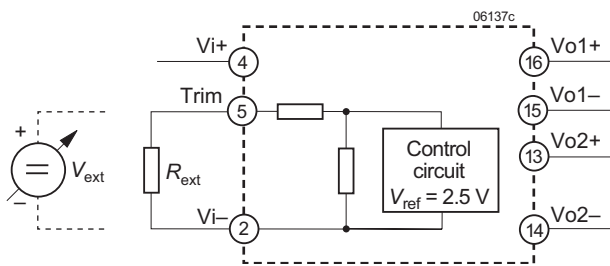 06137c
Vi+
4
16
Vo1+
Trim
5
15
Vo1–
Vo2+
13
+
–
Vext
Rext
Control
circuit
Vref = 2.5 V
Vi–
2
14
Vo2–